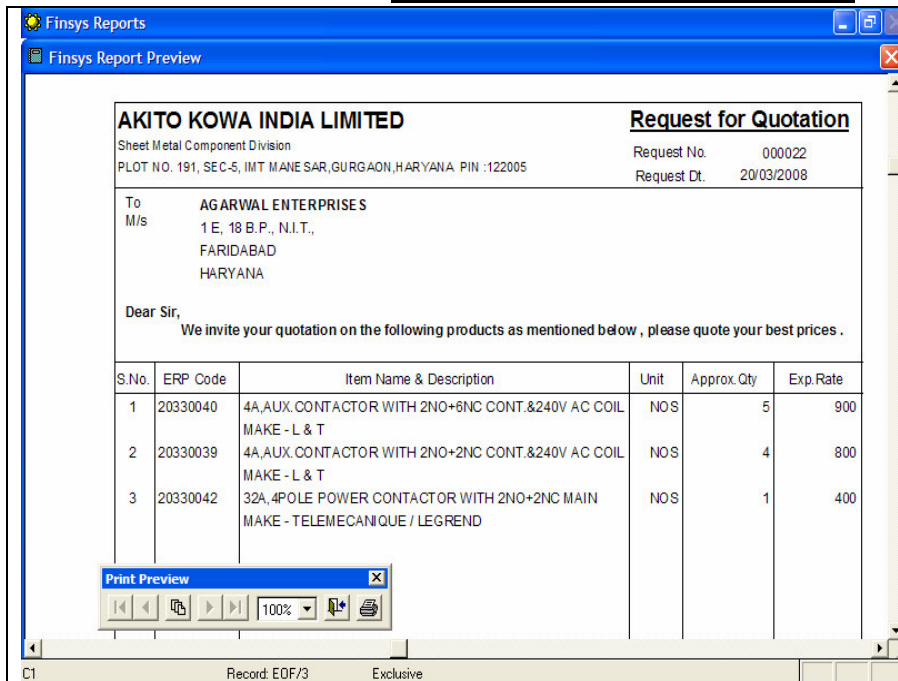 Finsys Reports
Finsys Report Preview
AKITO KOWA INDIA LIMITED
Request for Quotation
Sheet Metal Component Division
Request No. 000022
PLOT NO. 191, SEC-5, IMT MANESAR,GURGAON,HARYANA PIN :122005
Request Dt. 20/03/2008
To
M/s
AGARWAL ENTERPRISES
1 E, 18 B.P., N.I.T.,
FARIDABAD
HARYANA
Dear Sir,
We invite your quotation on the following products as mentioned below , please quote your best prices .
S.No. ERP Code Item Name & Description Unit Approx.Qty Exp.Rate
1 20330040 4A,AUX.CONTACTOR WITH 2NO+6NC CONT.&240V AC COIL NOS 5 900
MAKE - L & T
2 20330039 4A,AUX.CONTACTOR WITH 2NO+2NC CONT.&240V AC COIL NOS 4 800
MAKE - L & T
3 20330042 32A,4POLE POWER CONTACTOR WITH 2NO+2NC MAIN NOS 1 400
MAKE - TELEMECANIQUE / LEGREND
Print Preview
100%
C1 Record: EOF/3 Exclusive